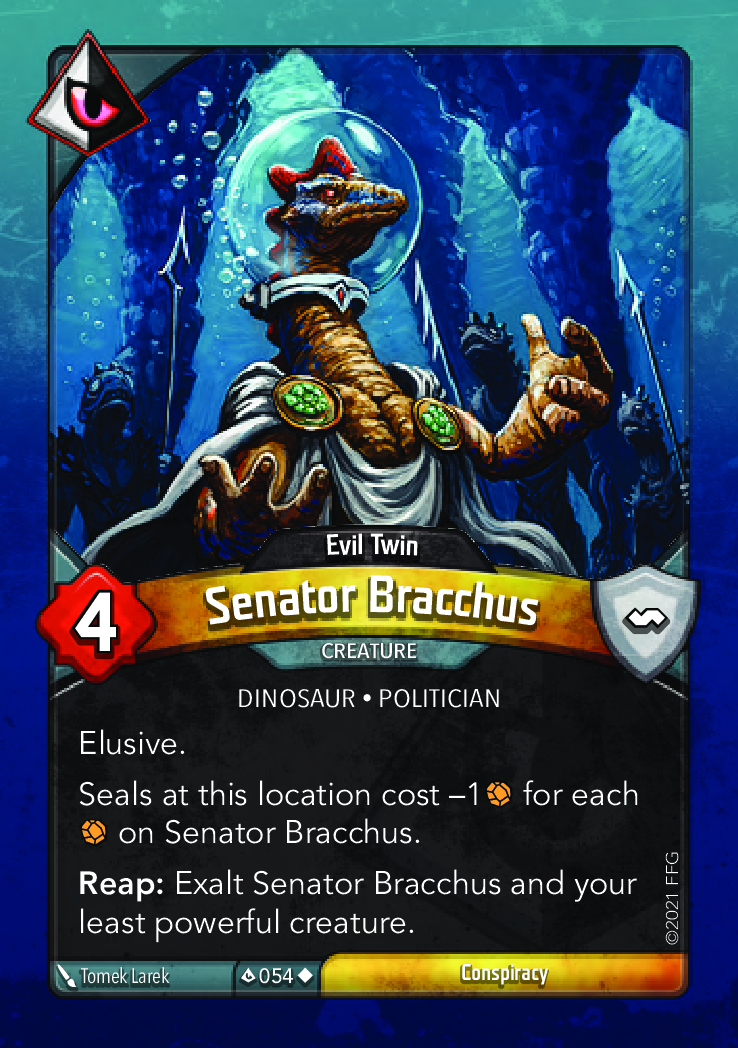 Evil Twin
Senator Bracchus
4
CREATURE
DINOSAUR • POLITICIAN
Elusive.
Seals at this location cost –1 for each
on Senator Bracchus.
Reap: Exalt Senator Bracchus and your
least powerful creature.
©2021 FFG
Tomek Larek
054
Conspiracy